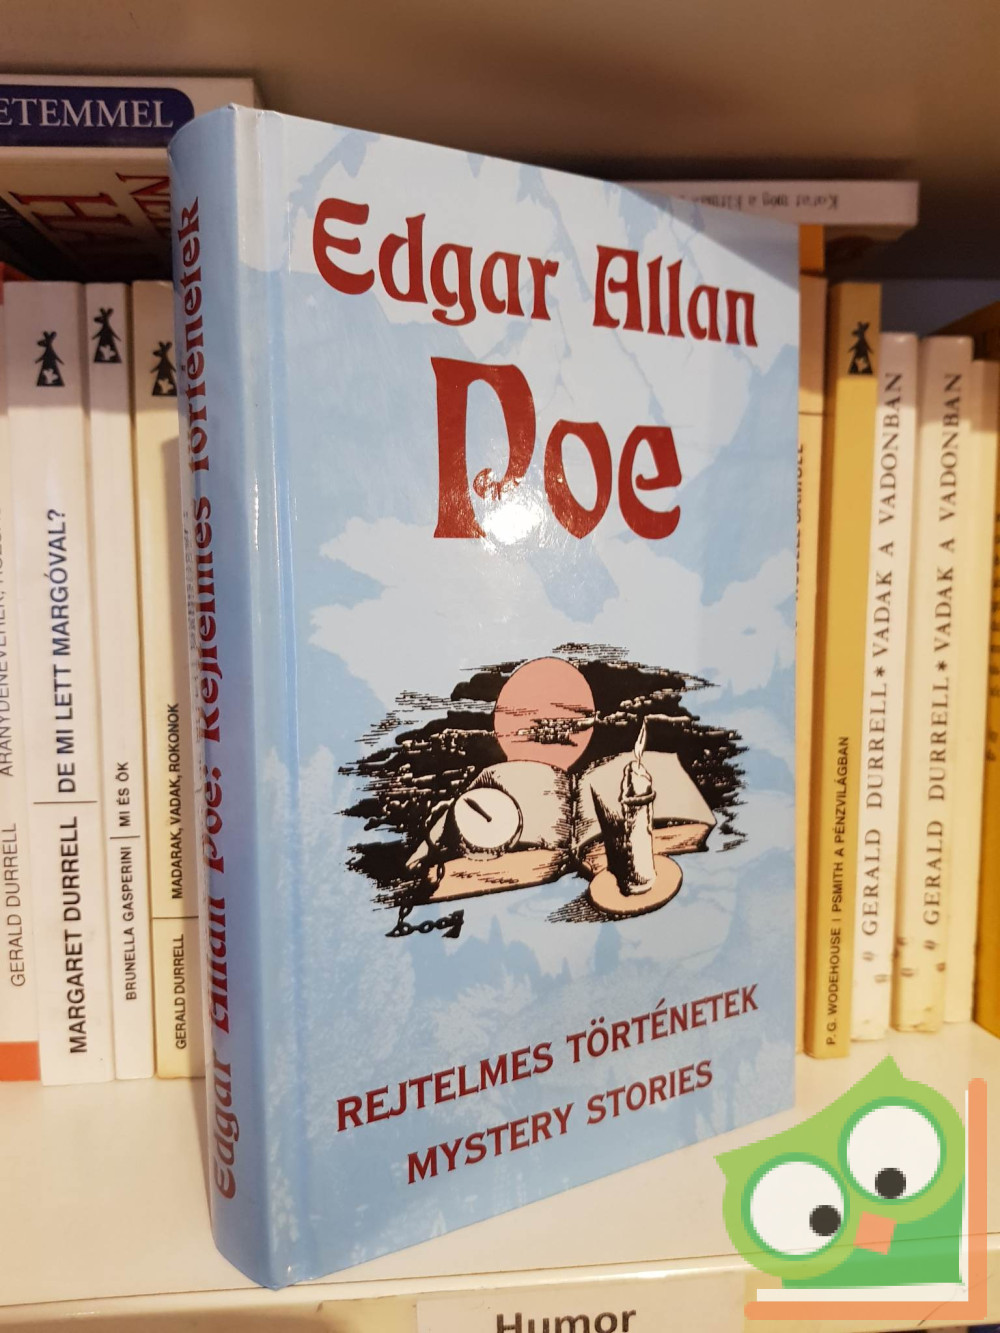 ETEMMEL
Korat meg a
Edgar Allan
Poe
REJTELMES TÖRTÉNETEK
MYSTERY STORIES
Edgar Allan Poe: Rejtelmes történetek
GERALD DURRELL
MARGARET DURRELL DE MI LETT MARGÓVAL?
BRUNELLA GASPERINI MI ÉS ŐK
GERALD DURRELL MADARAK, VADAK, ROKONOK
P. G. WODEHOUSE PSMITH A PÉNZVILÁGBAN
GERALD DURRELL * VADAK A VADONBAN
GERALD DURRELL * VADAK A VADONBAN
Humor